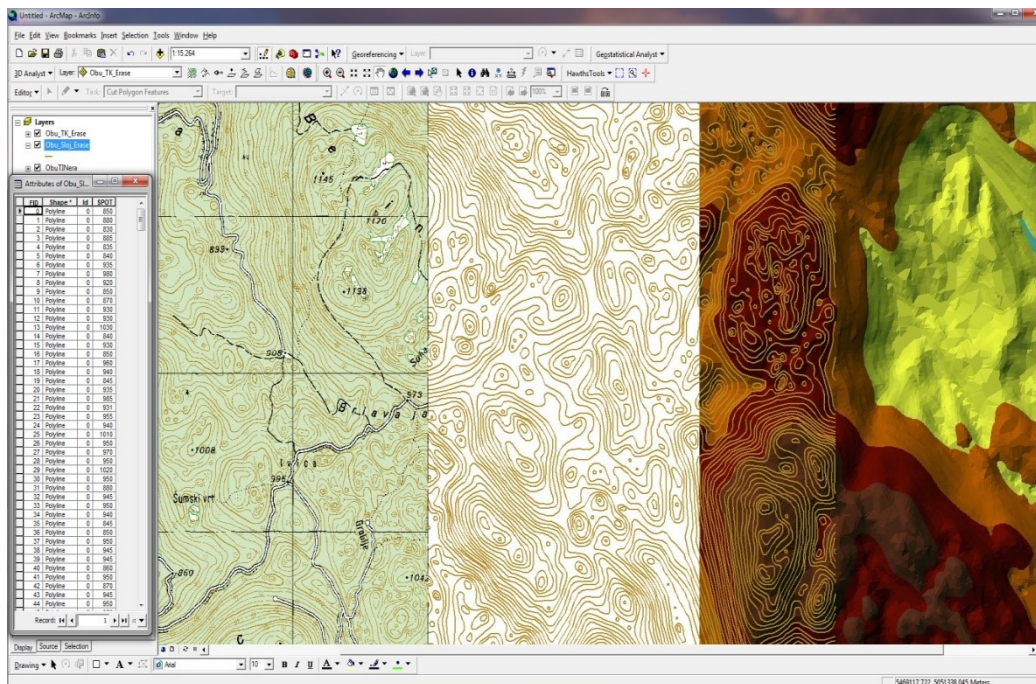 Untitled - ArcMap - ArcInfo
File Edit View Bookmarks Insert Selection Tools Window Help
1:15.264 Georeferencing Layer: Geostatistical Analyst
3D Analyst Layer: Obu_TK_Erase HawthsTools
Editor Task: Cut Polygon Features Target: 100%
Layers
Obu_TK_Erase
Obu_Sloj_Erase
ObuTINera
Attributes of Obu_Sl...
FID Shape * Id SPOT
0 Polyline 0 850
1 Polyline 0 880
2 Polyline 0 830
3 Polyline 0 885
4 Polyline 0 835
5 Polyline 0 840
6 Polyline 0 935
7 Polyline 0 980
8 Polyline 0 920
9 Polyline 0 850
10 Polyline 0 870
11 Polyline 0 930
12 Polyline 0 930
13 Polyline 0 1030
14 Polyline 0 840
15 Polyline 0 930
16 Polyline 0 850
17 Polyline 0 960
18 Polyline 0 940
19 Polyline 0 845
20 Polyline 0 935
21 Polyline 0 985
22 Polyline 0 931
23 Polyline 0 955
24 Polyline 0 940
25 Polyline 0 1010
26 Polyline 0 950
27 Polyline 0 970
28 Polyline 0 950
29 Polyline 0 1020
30 Polyline 0 950
31 Polyline 0 880
32 Polyline 0 945
33 Polyline 0 950
34 Polyline 0 940
35 Polyline 0 845
36 Polyline 0 850
37 Polyline 0 950
38 Polyline 0 945
39 Polyline 0 945
40 Polyline 0 860
41 Polyline 0 950
42 Polyline 0 870
43 Polyline 0 945
44 Polyline 0 950
Record: 1
Display Source Selection
a
B
1145
1120
n
899
1138
908
Suha
973
Brlavaja
1008
lvica
995
Šumski vrt
Groblje
860
C
Drawing Arial 10 B I U A
5469117,722 5051338,045 Meters